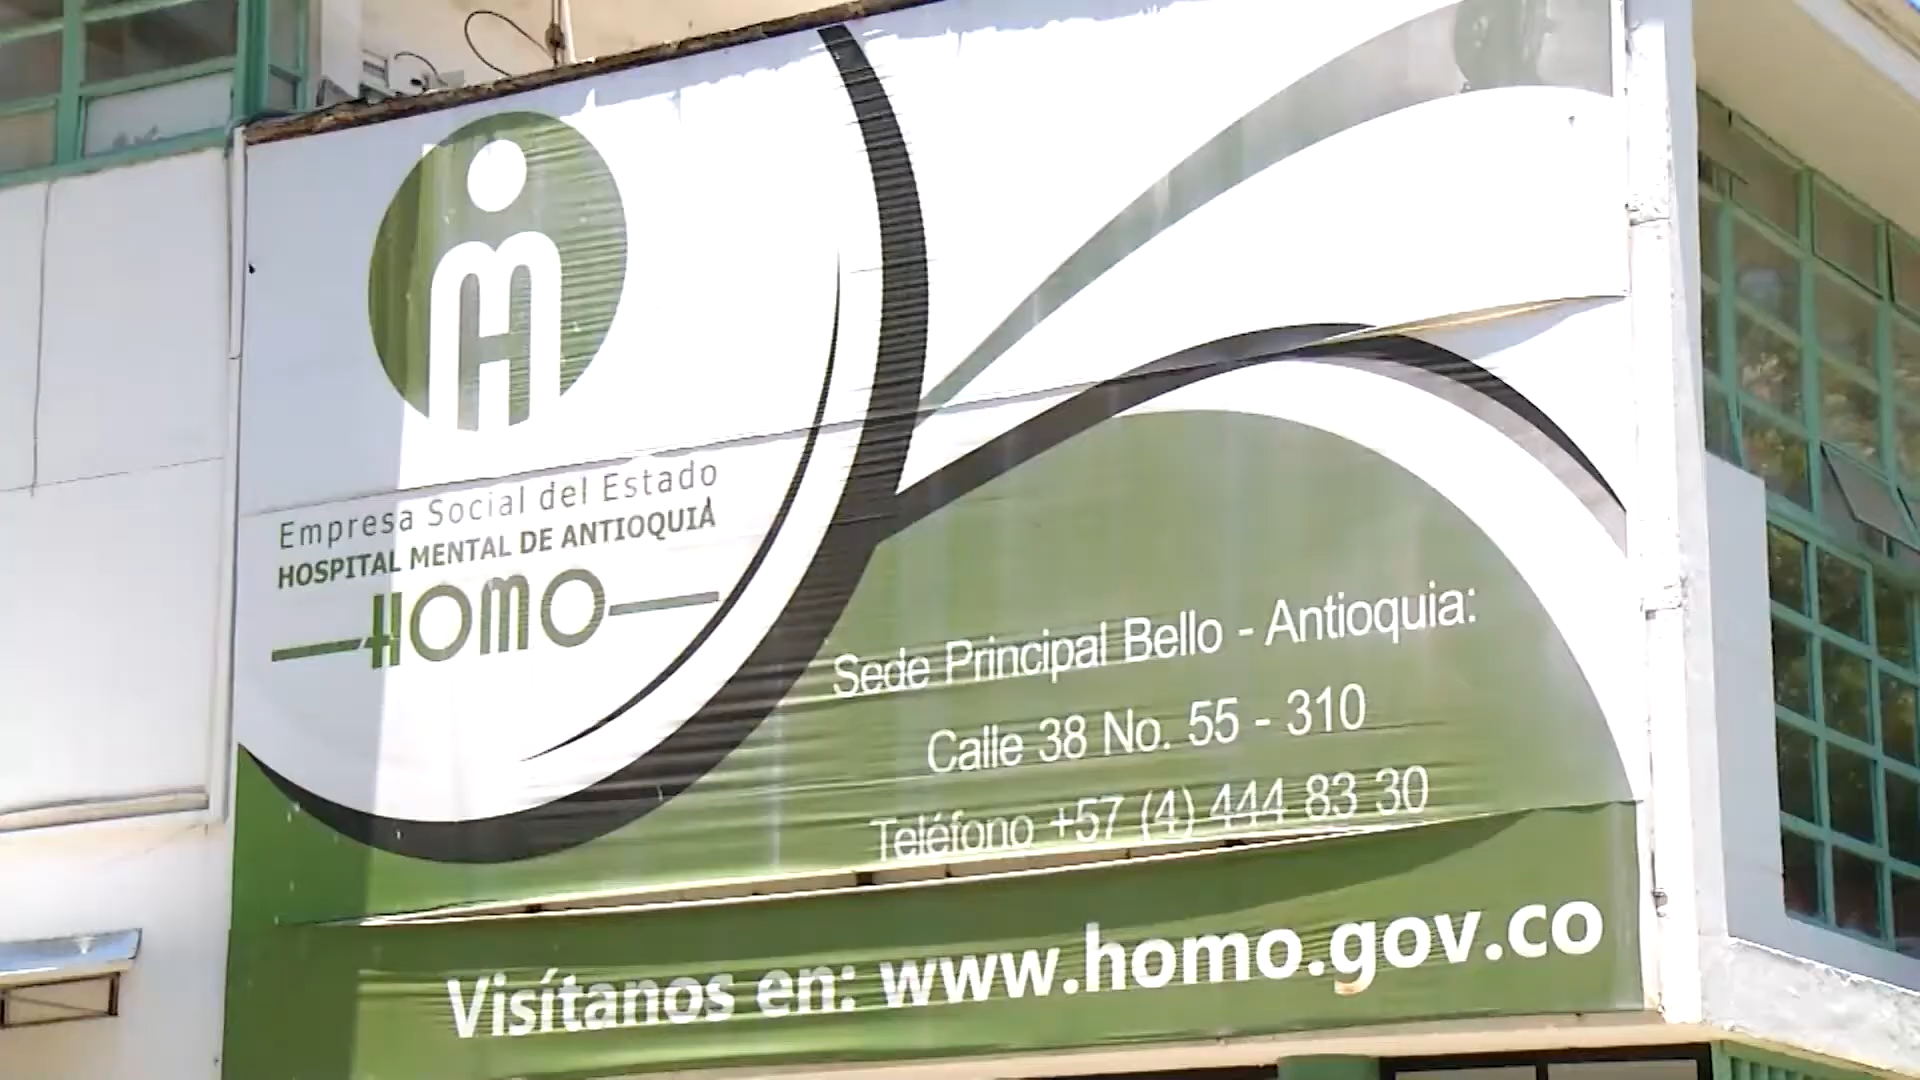 Empresa Social del Estado
HOSPITAL MENTAL DE ANTIOQUIA
HOMO
Sede Principal Bello - Antioquia:
Calle 38 No. 55 - 310
Teléfono +57 (4) 444 83 30
Visítanos en: www.homo.gov.co